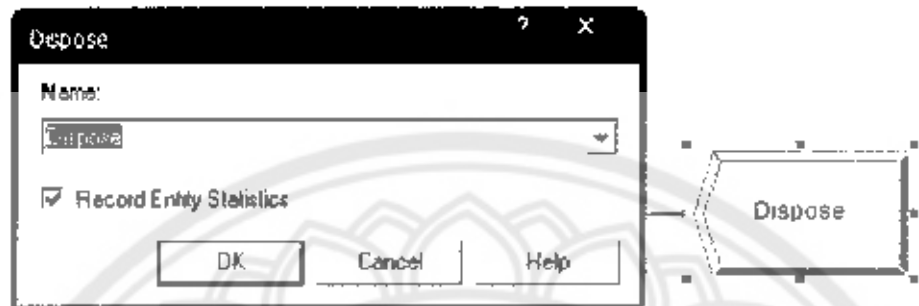 Dispose
?
X
Name:
Dispose
Record Entity Statistics
OK
Cancel
Help
Dispose